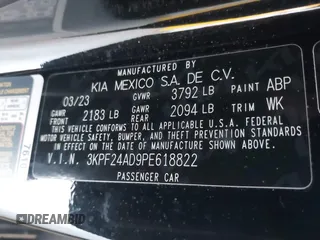 MANUFACTURED BY
KIA MEXICO S.A. DE C.V.
03/23 GVWR 3792 LB PAINT ABP
GAWR FRONT 2183 LB GAWR REAR 2094 LB TRIM WK
THIS VEHICLE CONFORMS TO ALL APPLICABLE U.S.A. FEDERAL
MOTOR VEHICLE SAFETY, BUMPER, AND THEFT PREVENTION
STANDARDS IN EFFECT ON THE DATE OF MANUFACTURE SHOWN ABOVE.
V.I.N. 3KPF24AD9PE618822
PASSENGER CAR
DREAMBID